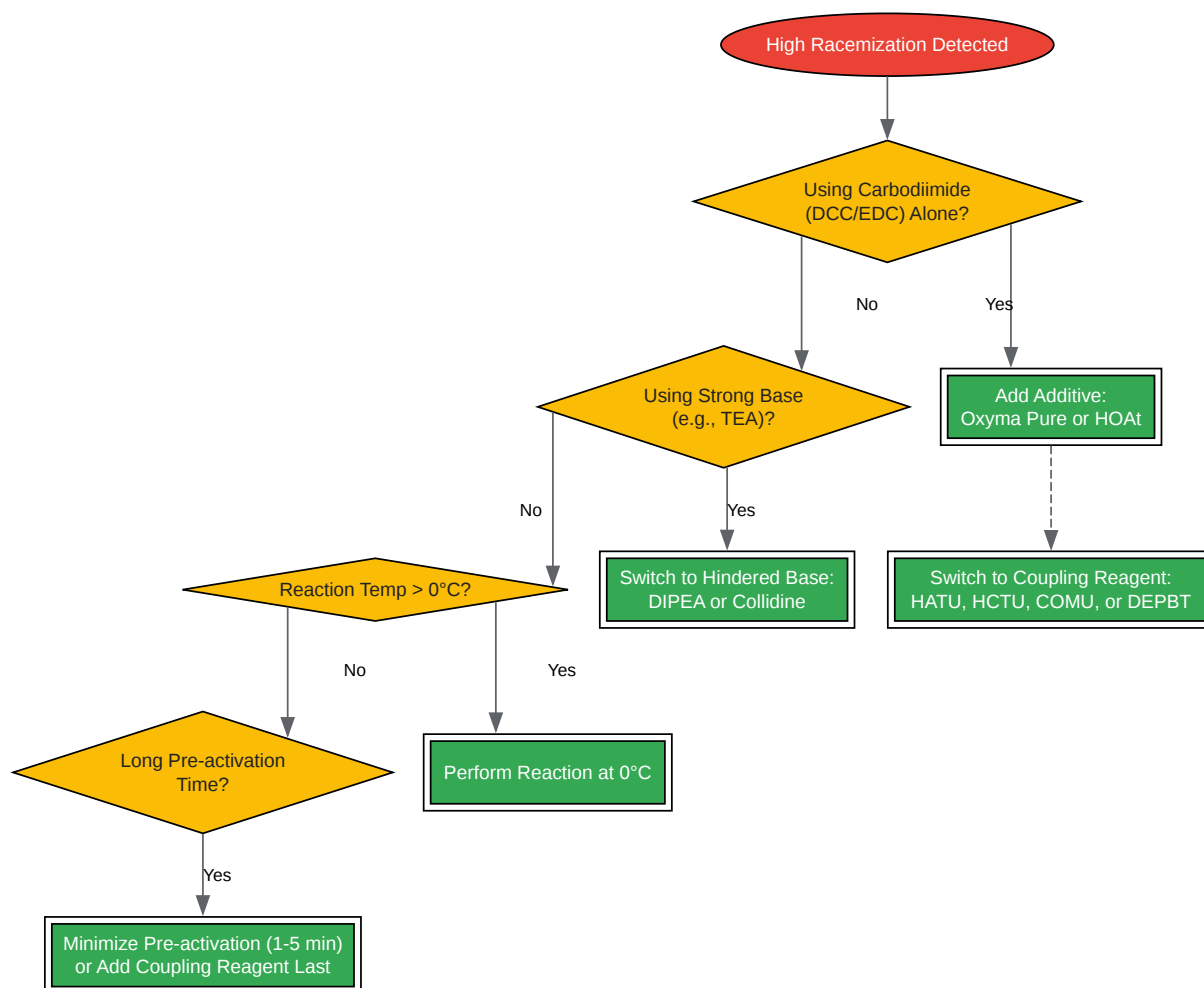 High Racemization Detected
Using Carbodiimide
(DCC/EDC) Alone?
No
Yes
Using Strong Base
(e.g., TEA)?
Add Additive:
Oxyma Pure or HOAt
No
Yes
Reaction Temp > 0°C?
Switch to Hindered Base:
DIPEA or Collidine
Switch to Coupling Reagent:
HATU, HCTU, COMU, or DEPBT
No
Yes
Long Pre-activation
Time?
Perform Reaction at 0°C
Yes
Minimize Pre-activation (1-5 min)
or Add Coupling Reagent Last